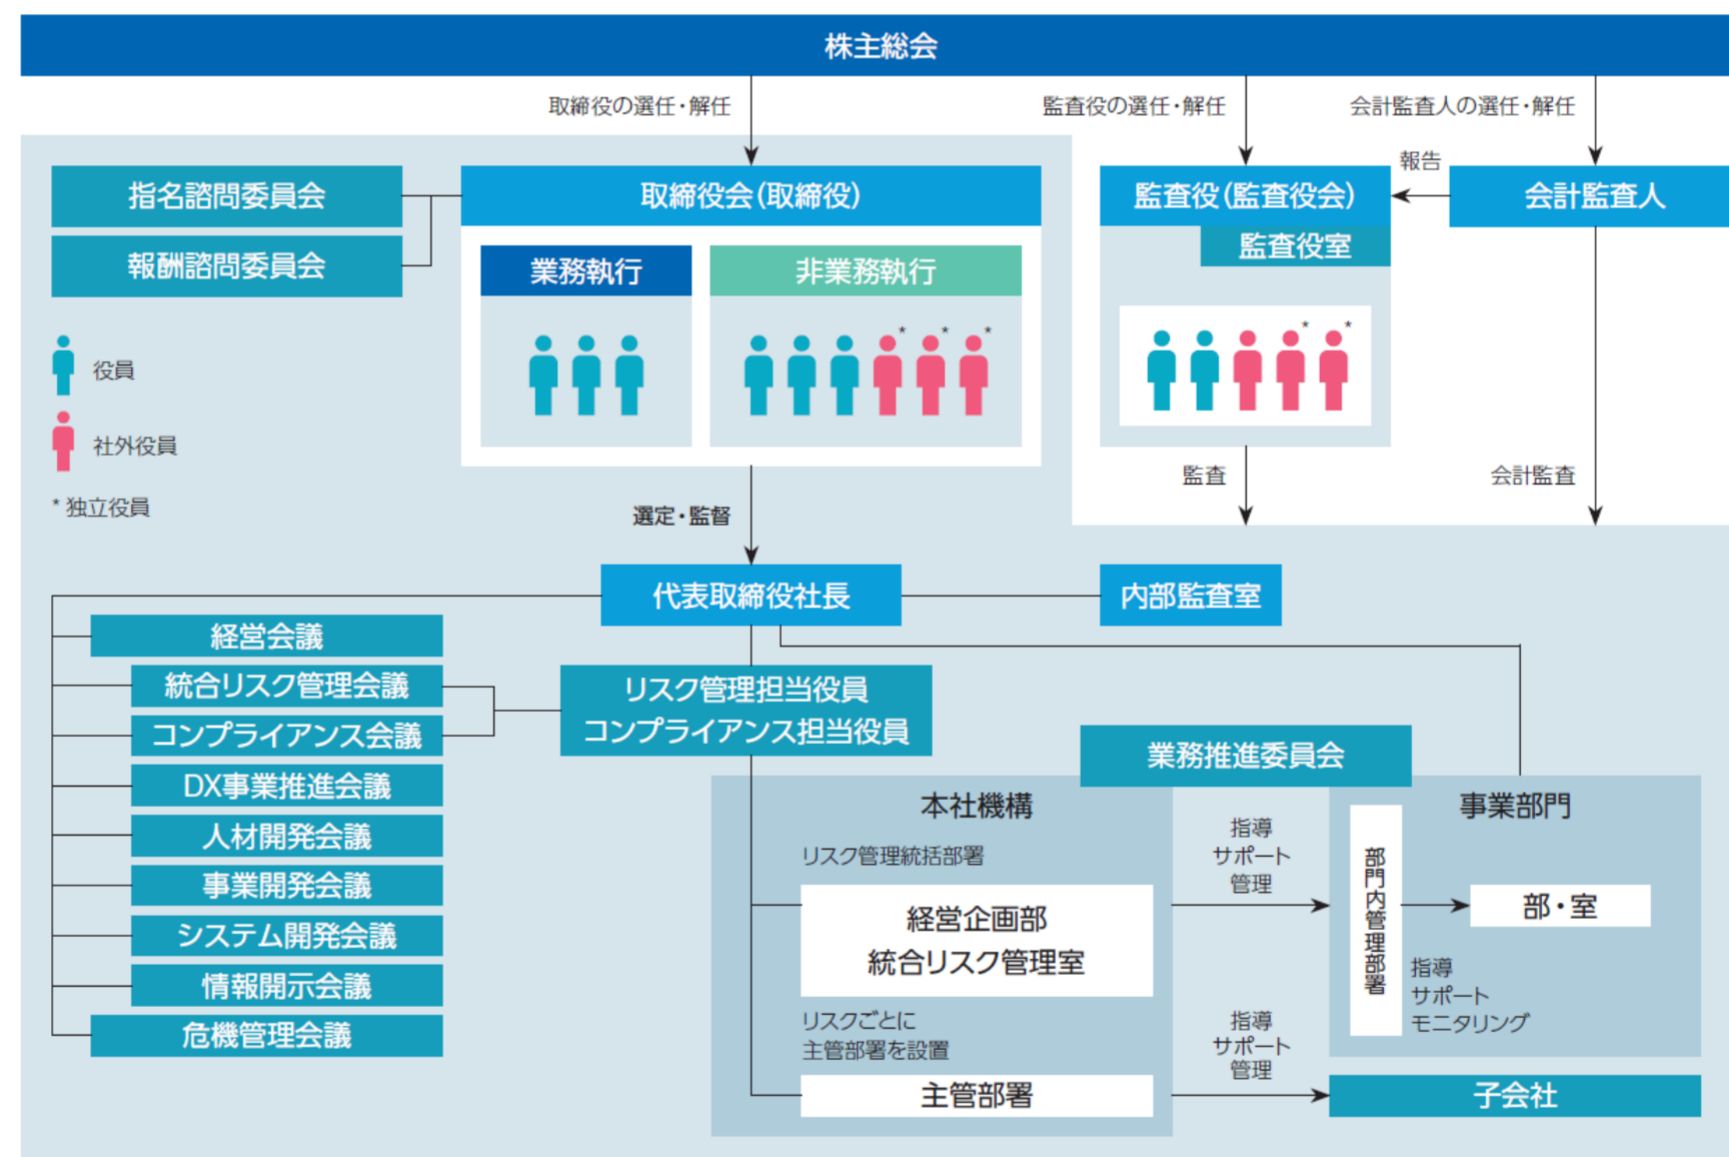 株主総会
取締役の選任・解任
監査役の選任・解任
会計監査人の選任・解任
指名諮問委員会
報酬諮問委員会
取締役会(取締役)
監査役(監査役会)
報告
会計監査人
監査役室
業務執行
非業務執行
* * *
* *
役員
社外役員
* 独立役員
監査
会計監査
選定・監督
代表取締役社長
内部監査室
経営会議
統合リスク管理会議
コンプライアンス会議
DX事業推進会議
人材開発会議
事業開発会議
システム開発会議
情報開示会議
危機管理会議
リスク管理担当役員
コンプライアンス担当役員
業務推進委員会
本社機構
リスク管理統括部署
経営企画部
統合リスク管理室
リスクごとに
主管部署を設置
主管部署
指導
サポート
管理
指導
サポート
管理
事業部門
部門内管理部署
部・室
指導
サポート
モニタリング
子会社